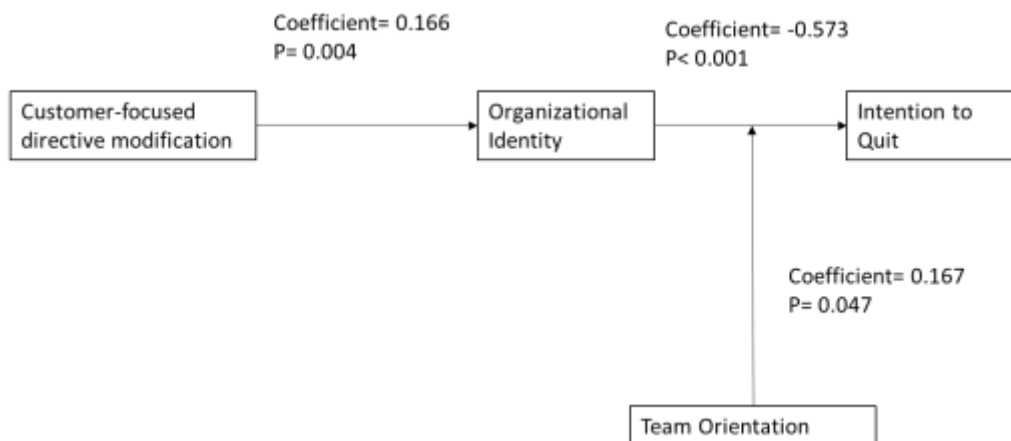 Coefficient= 0.166
P= 0.004
Coefficient= -0.573
P< 0.001
Customer-focused
directive modification
Organizational
Identity
Intention to
Quit
Coefficient= 0.167
P= 0.047
Team Orientation